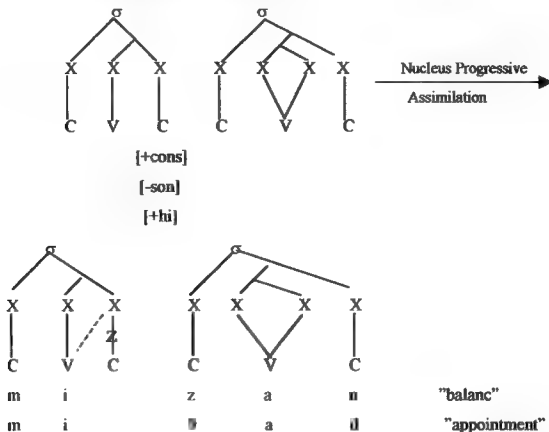 σ σ
X X X X X X X Nucleus Progressive
Assimilation
C V C C V C
[+cons]
[-son]
[+hi]
σ σ
X X X X X X X
C V C C V C
m i z a n "balanc"
m i a d "appointment"